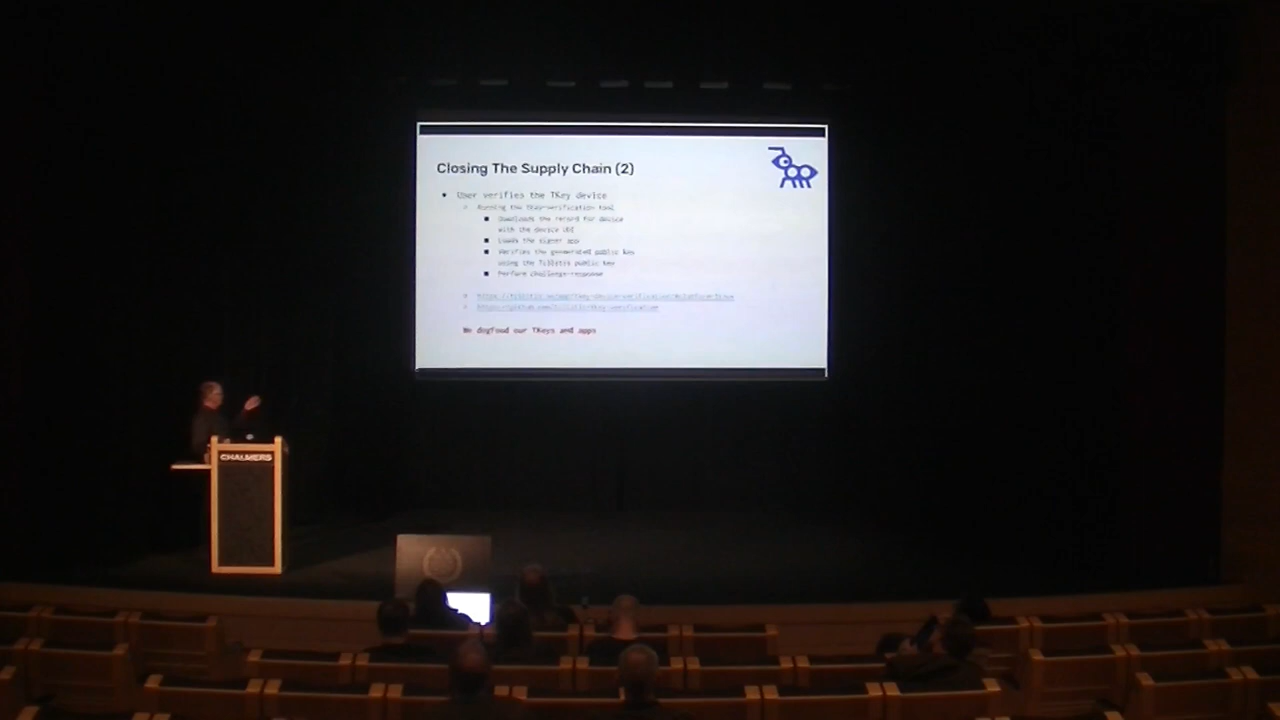 Closing The Supply Chain (2)
User verifies the TKey device
Running the tkey-verification tool
Downloads the record for device
with the device UDI
Loads the signer app
Verifies the generated public key
using the Tillitis public key
Perform challenge-response
We dogfood our TKeys and apps
CHALMERS